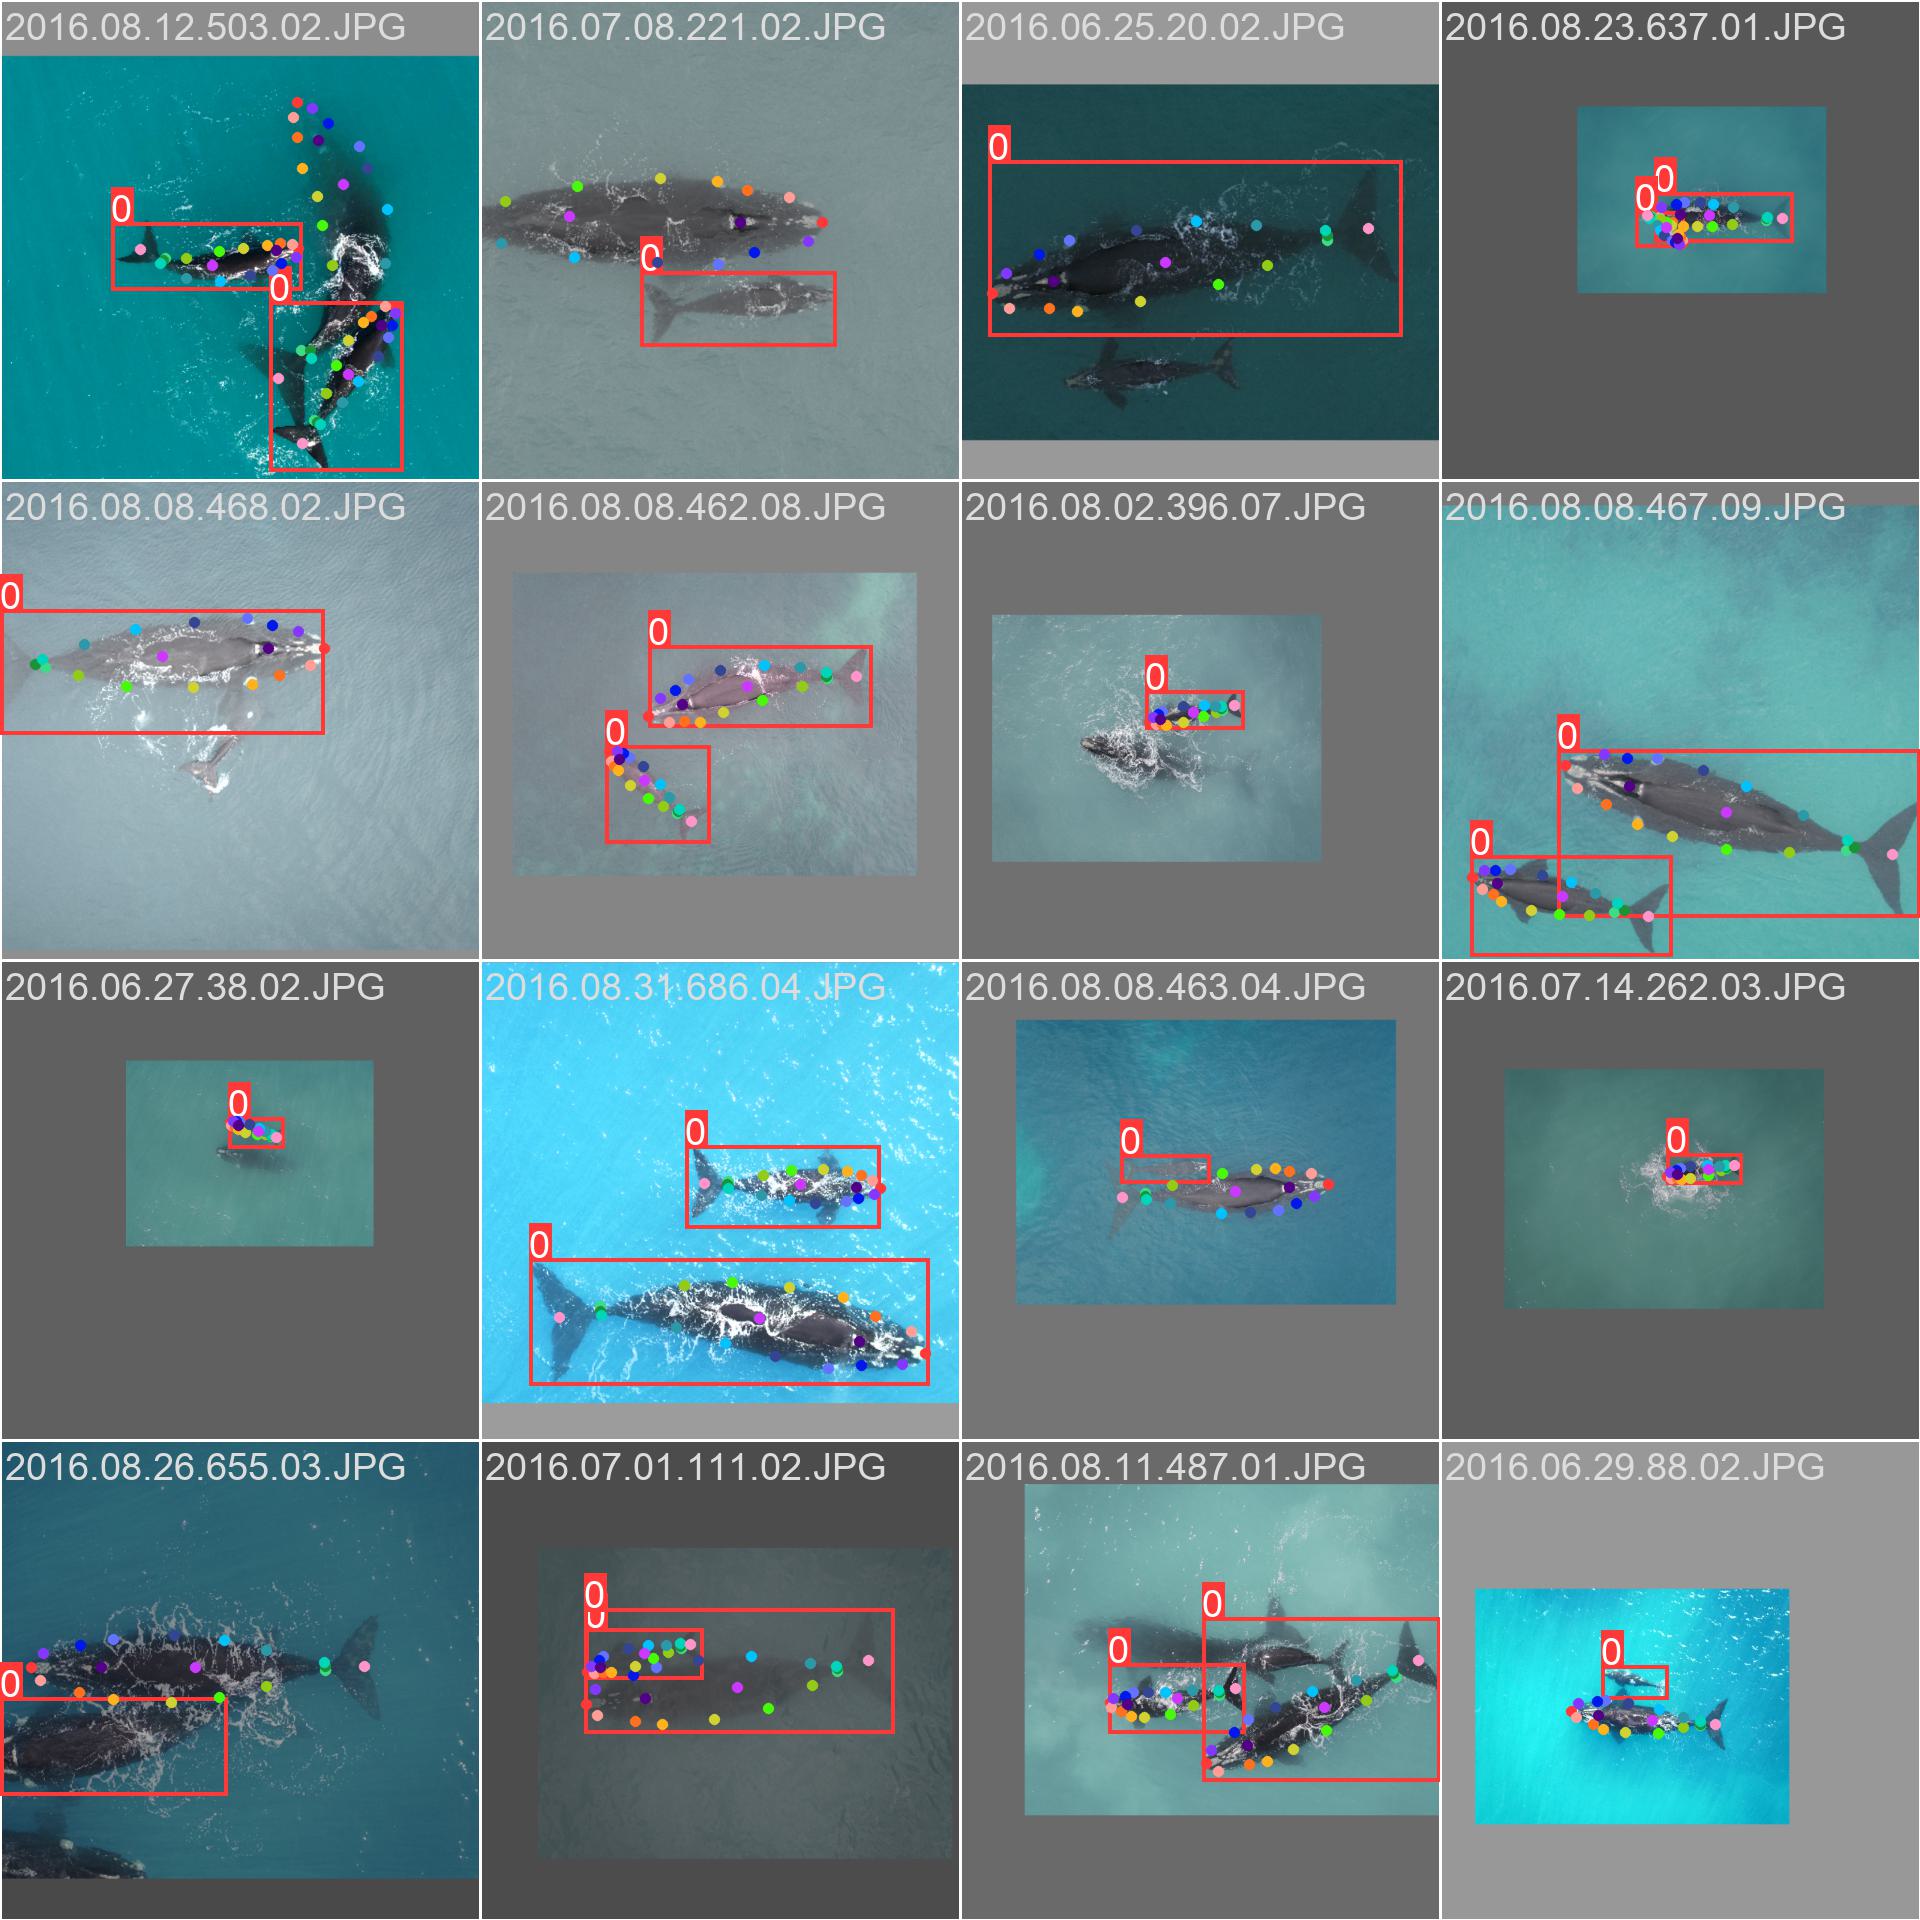 2016.08.12.503.02.JPG
2016.07.08.221.02.JPG
2016.06.25.20.02.JPG
2016.08.23.637.01.JPG
0
0
0
0
0
0
2016.08.08.468.02.JPG
2016.08.08.462.08.JPG
2016.08.02.396.07.JPG
2016.08.08.467.09.JPG
0
0
0
0
0
0
2016.06.27.38.02.JPG
2016.08.31.686.04.JPG
2016.08.08.463.04.JPG
2016.07.14.262.03.JPG
0
0
0
0
0
2016.08.26.655.03.JPG
2016.07.01.111.02.JPG
2016.08.11.487.01.JPG
2016.06.29.88.02.JPG
0
0
0
0
0
0